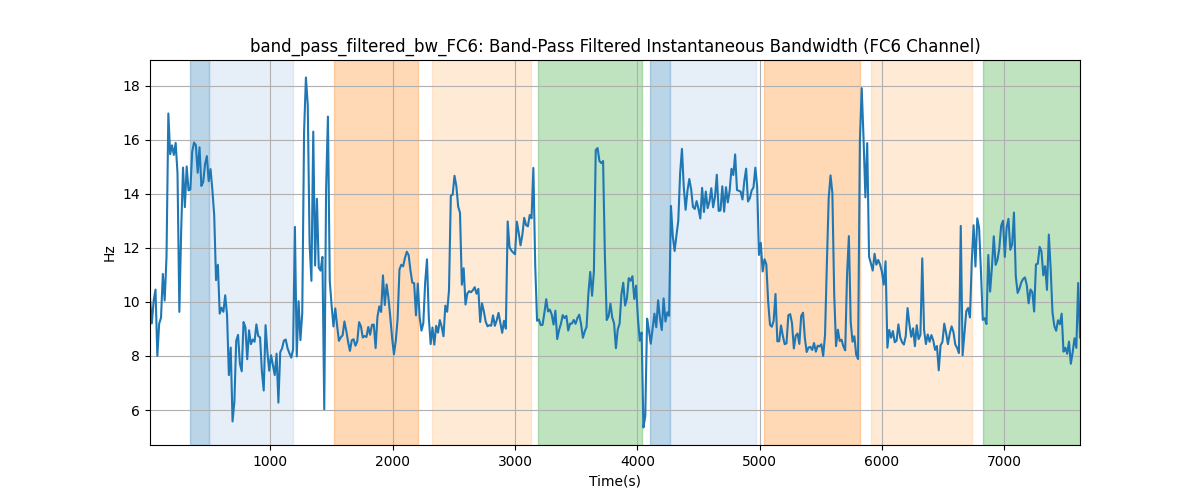 band_pass_filtered_bw_FC6: Band-Pass Filtered Instantaneous Bandwidth (FC6 Channel)
18
16
14
12
10
8
6
Hz
1000 2000 3000 4000 5000 6000 7000
Time(s)